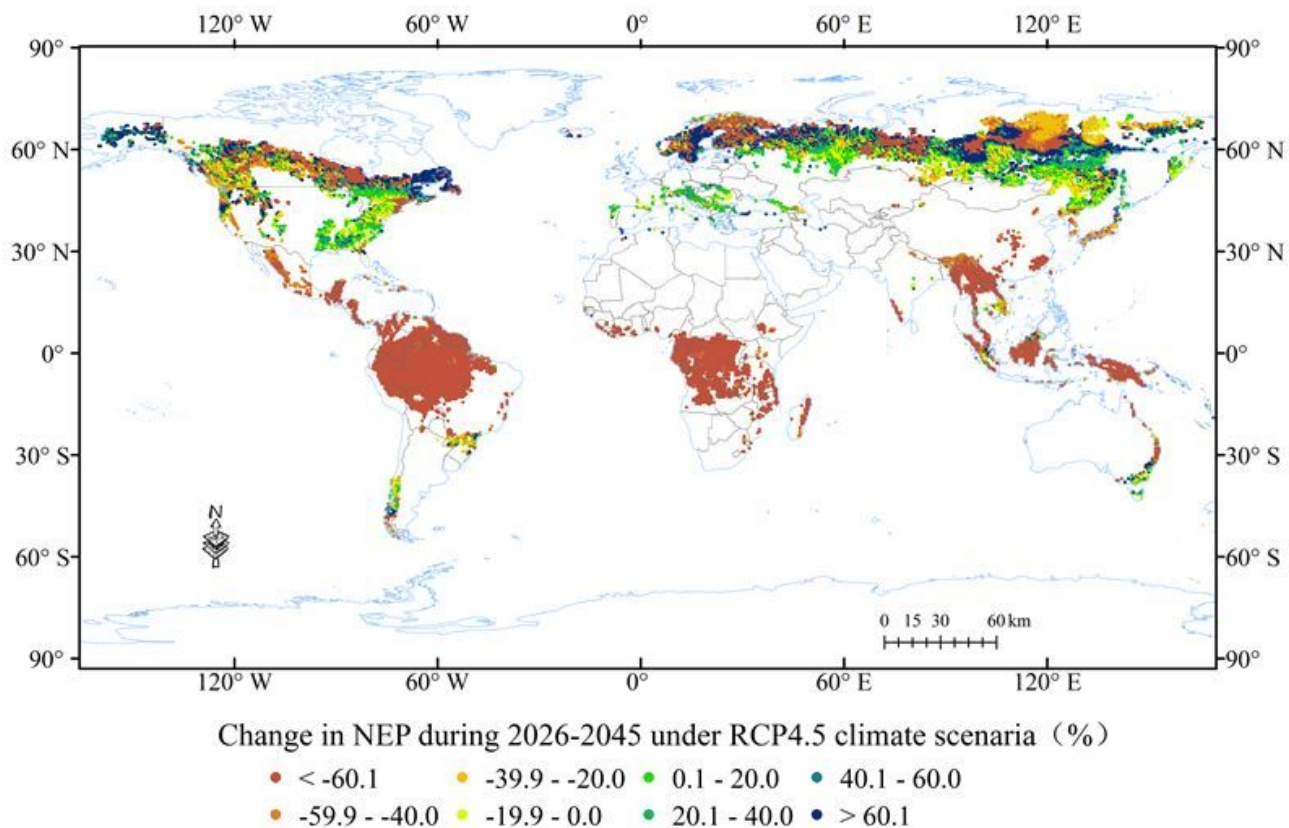 120° W 60° W 0° 60° E 120° E
90° 90°
60° N 60° N
30° N 30° N
0° 0°
30° S 30° S
N
60° S 60° S
0 15 30 60 km
90° 90°
120° W 60° W 0° 60° E 120° E
Change in NEP during 2026-2045 under RCP4.5 climate scenaria（%）
< -60.1 -39.9 - -20.0 0.1 - 20.0 40.1 - 60.0
-59.9 - -40.0 -19.9 - 0.0 20.1 - 40.0 > 60.1